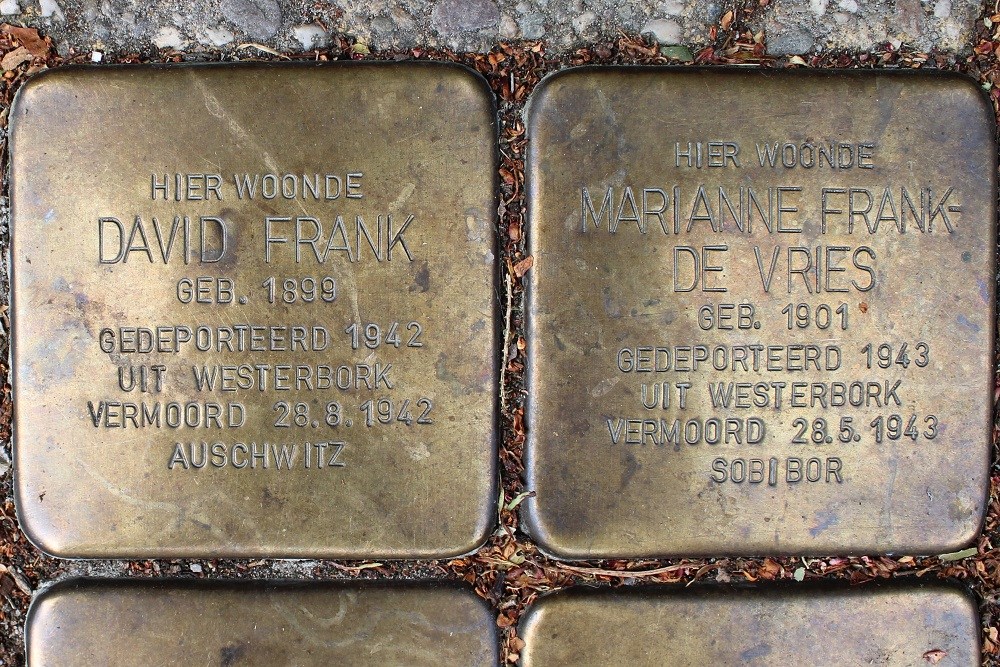 HIER WOONDE
DAVID FRANK
GEB. 1899
GEDEPORTEERD 1942
UIT WESTERBORK
VERMOORD 28.8.1942
AUSCHWITZ
HIER WOONDE
MARIANNE FRANK-
DE VRIES
GEB. 1901
GEDEPORTEERD 1943
UIT WESTERBORK
VERMOORD 28.5.1943
SOBIBOR